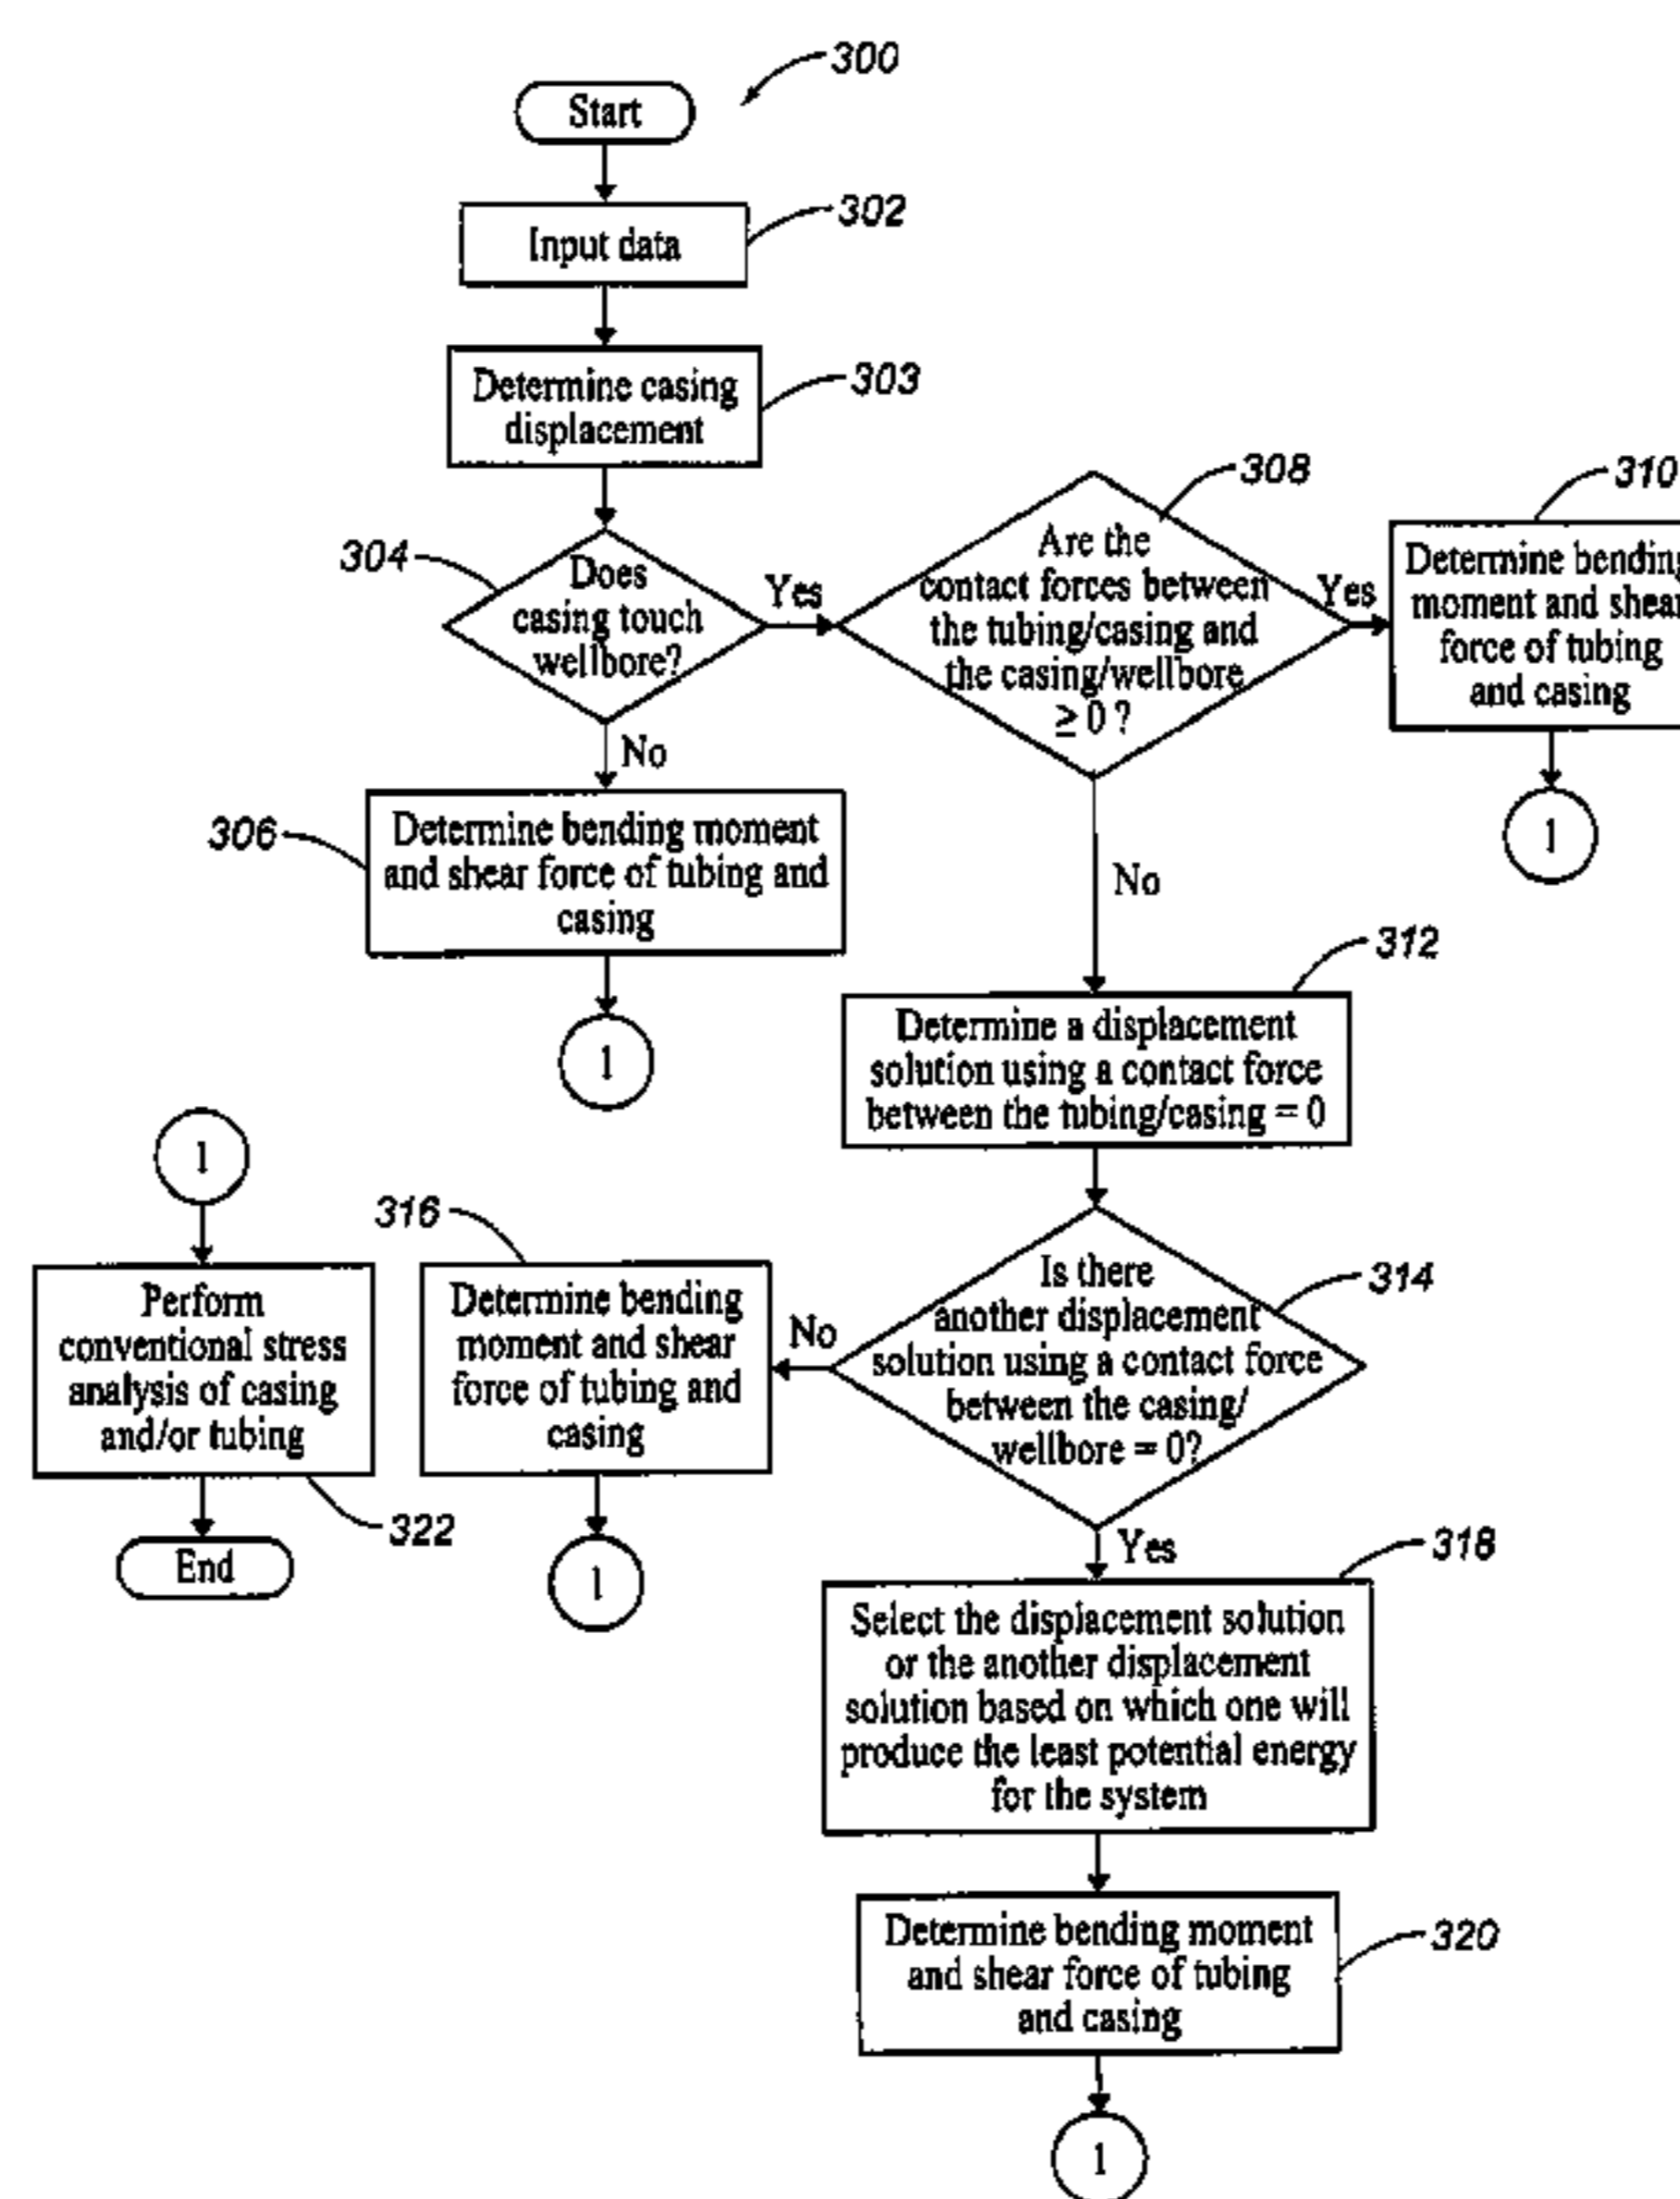 300
Start
302
Input data
303
Determine casing
displacement
304
Does
casing touch
wellbore?
Yes
No
308
Are the
contact forces between
the tubing/casing and
the casing/wellbore
≥ 0 ?
Yes
No
310
Determine bending
moment and shear
force of tubing
and casing
1
306
Determine bending moment
and shear force of tubing and
casing
1
312
Determine a displacement
solution using a contact force
between the tubing/casing = 0
314
Is there
another displacement
solution using a contact force
between the casing/
wellbore = 0?
No
Yes
316
Determine bending
moment and shear
force of tubing and
casing
1
1
Perform
conventional stress
analysis of casing
and/or tubing
322
End
318
Select the displacement solution
or the another displacement
solution based on which one will
produce the least potential energy
for the system
320
Determine bending moment
and shear force of tubing
and casing
1